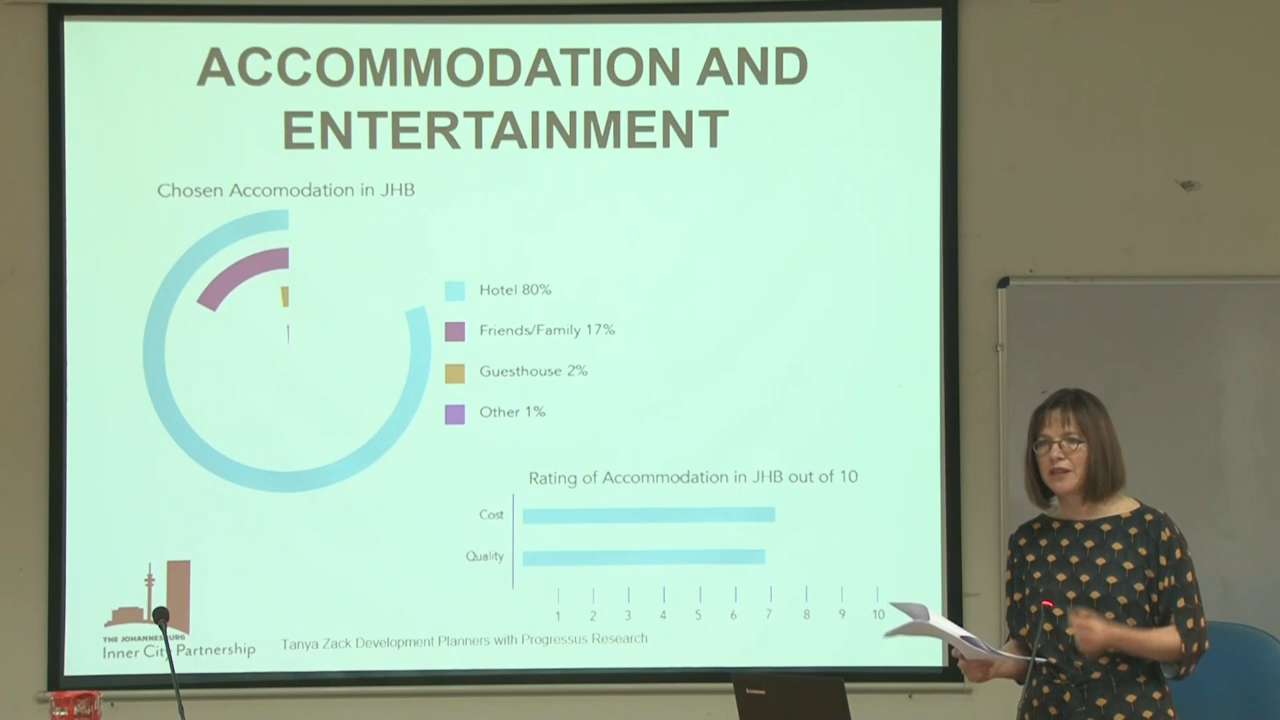 ACCOMMODATION AND
ENTERTAINMENT
Chosen Accomodation in JHB
Hotel 80%
Friends/Family 17%
Guesthouse 2%
Other 1%
Rating of Accommodation in JHB out of 10
Cost
Quality
1 2 3 4 5 6 7 8 9 10
THE JOHANNESBURG
Inner City Partnership
Tanya Zack Development Planners with Progressus Research
lenovo